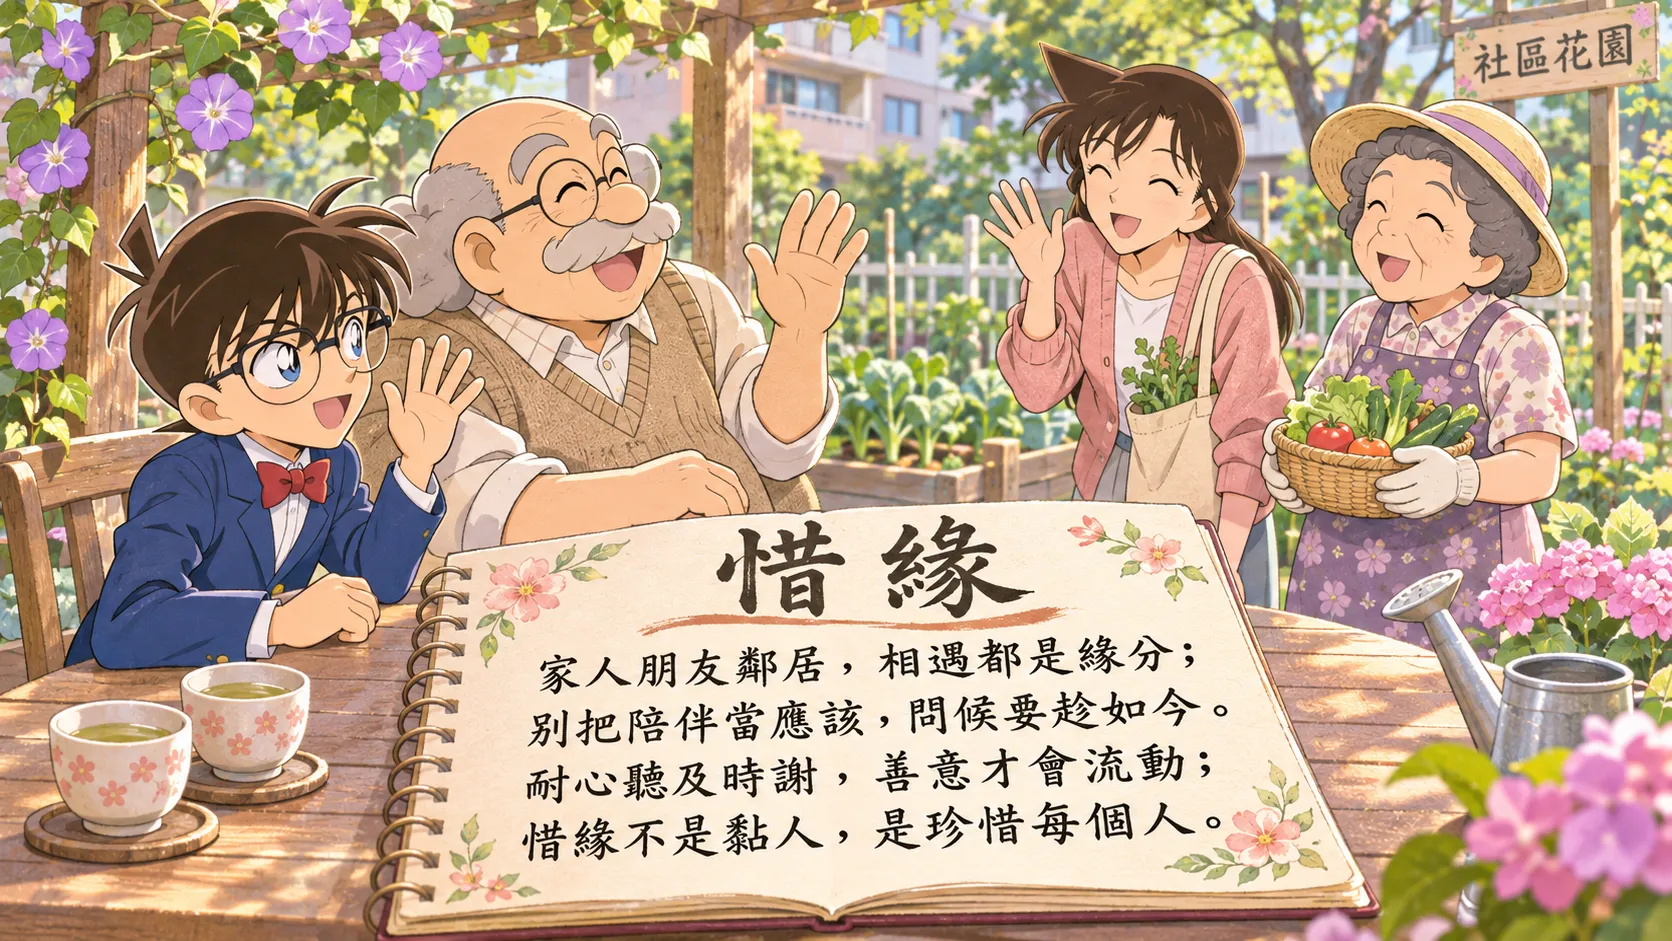 社區花園
惜緣
家人朋友鄰居，相遇都是緣分；
別把陪伴當應該，問候要趁如今。
耐心聽及時謝，善意才會流動；
惜緣不是黏人，是珍惜每個人。